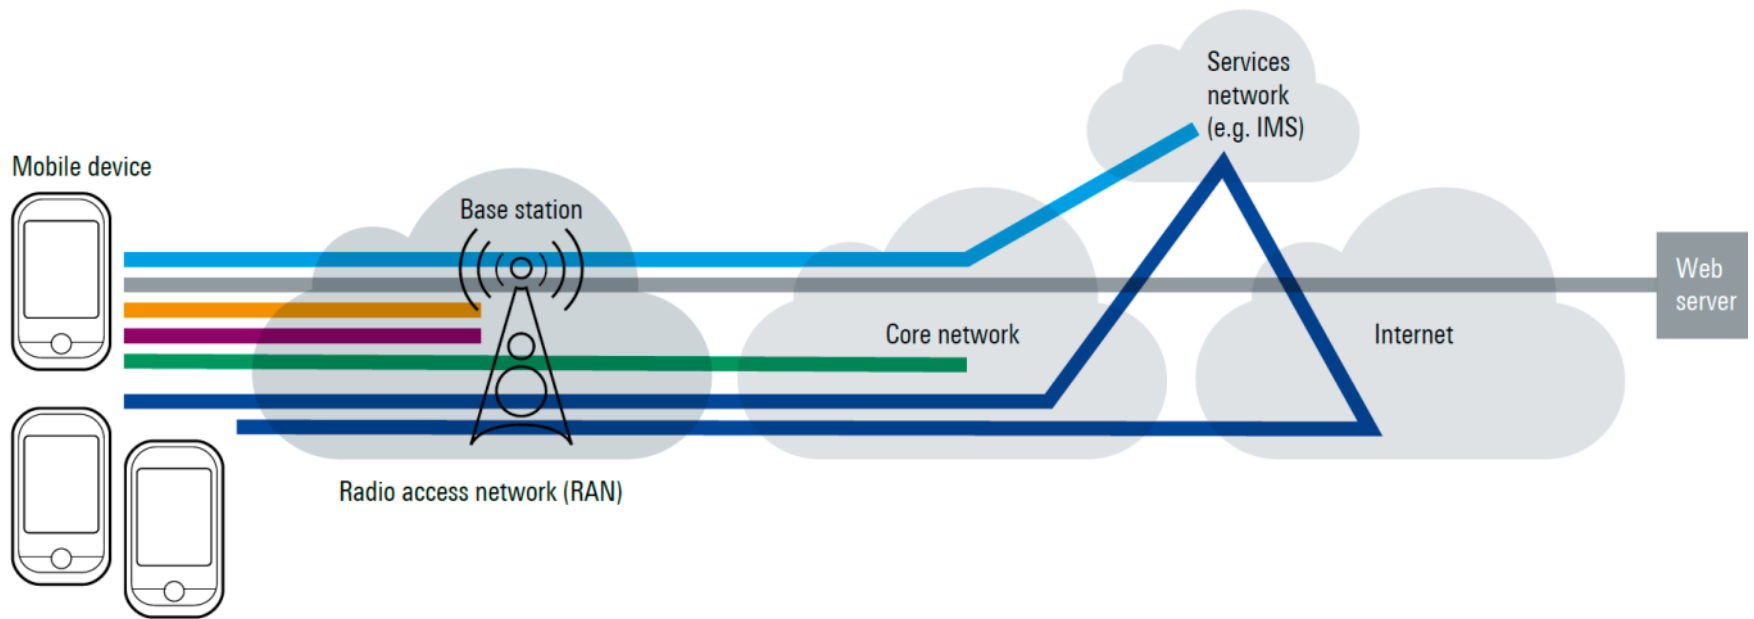 Services
network
(e.g. IMS)
Mobile device
Base station
Web
server
Core network
Internet
Radio access network (RAN)